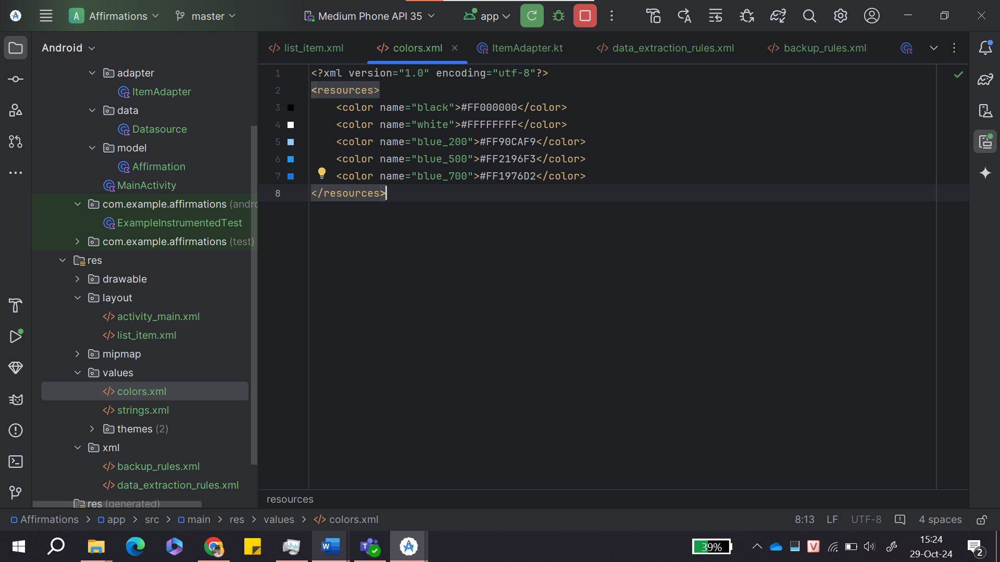 A Affirmations master Medium Phone API 35 app
Android
list_item.xml colors.xml ItemAdapter.kt data_extraction_rules.xml backup_rules.xml
adapter
ItemAdapter
data
Datasource
model
Affirmation
MainActivity
com.example.affirmations (andro
ExampleInstrumentedTest
com.example.affirmations (test)
res
drawable
layout
activity_main.xml
list_item.xml
mipmap
values
colors.xml
strings.xml
themes (2)
xml
backup_rules.xml
data_extraction_rules.xml
res (generated)
1 <?xml version="1.0" encoding="utf-8"?>
2 <resources>
3 <color name="black">#FF000000</color>
4 <color name="white">#FFFFFFFF</color>
5 <color name="blue_200">#FF90CAF9</color>
6 <color name="blue_500">#FF2196F3</color>
7 <color name="blue_700">#FF1976D2</color>
8 </resources>
resources
Affirmations > app > src > main > res > values > colors.xml 8:13 LF UTF-8 4 spaces
39% 15:24
29-Oct-24 2